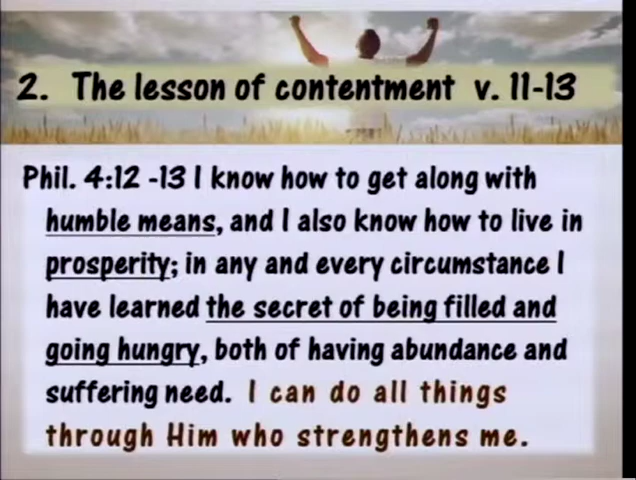 2. The lesson of contentment v. 11-13
Phil. 4:12 -13 I know how to get along with
humble means, and I also know how to live in
prosperity; in any and every circumstance I
have learned the secret of being filled and
going hungry, both of having abundance and
suffering need. I can do all things
through Him who strengthens me.